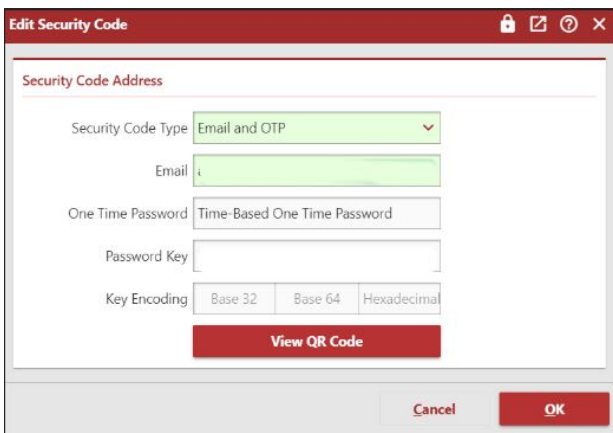 Edit Security Code
Security Code Address
Security Code Type Email and OTP
Email
One Time Password Time-Based One Time Password
Password Key
Key Encoding Base 32 Base 64 Hexadecimal
View QR Code
Cancel OK